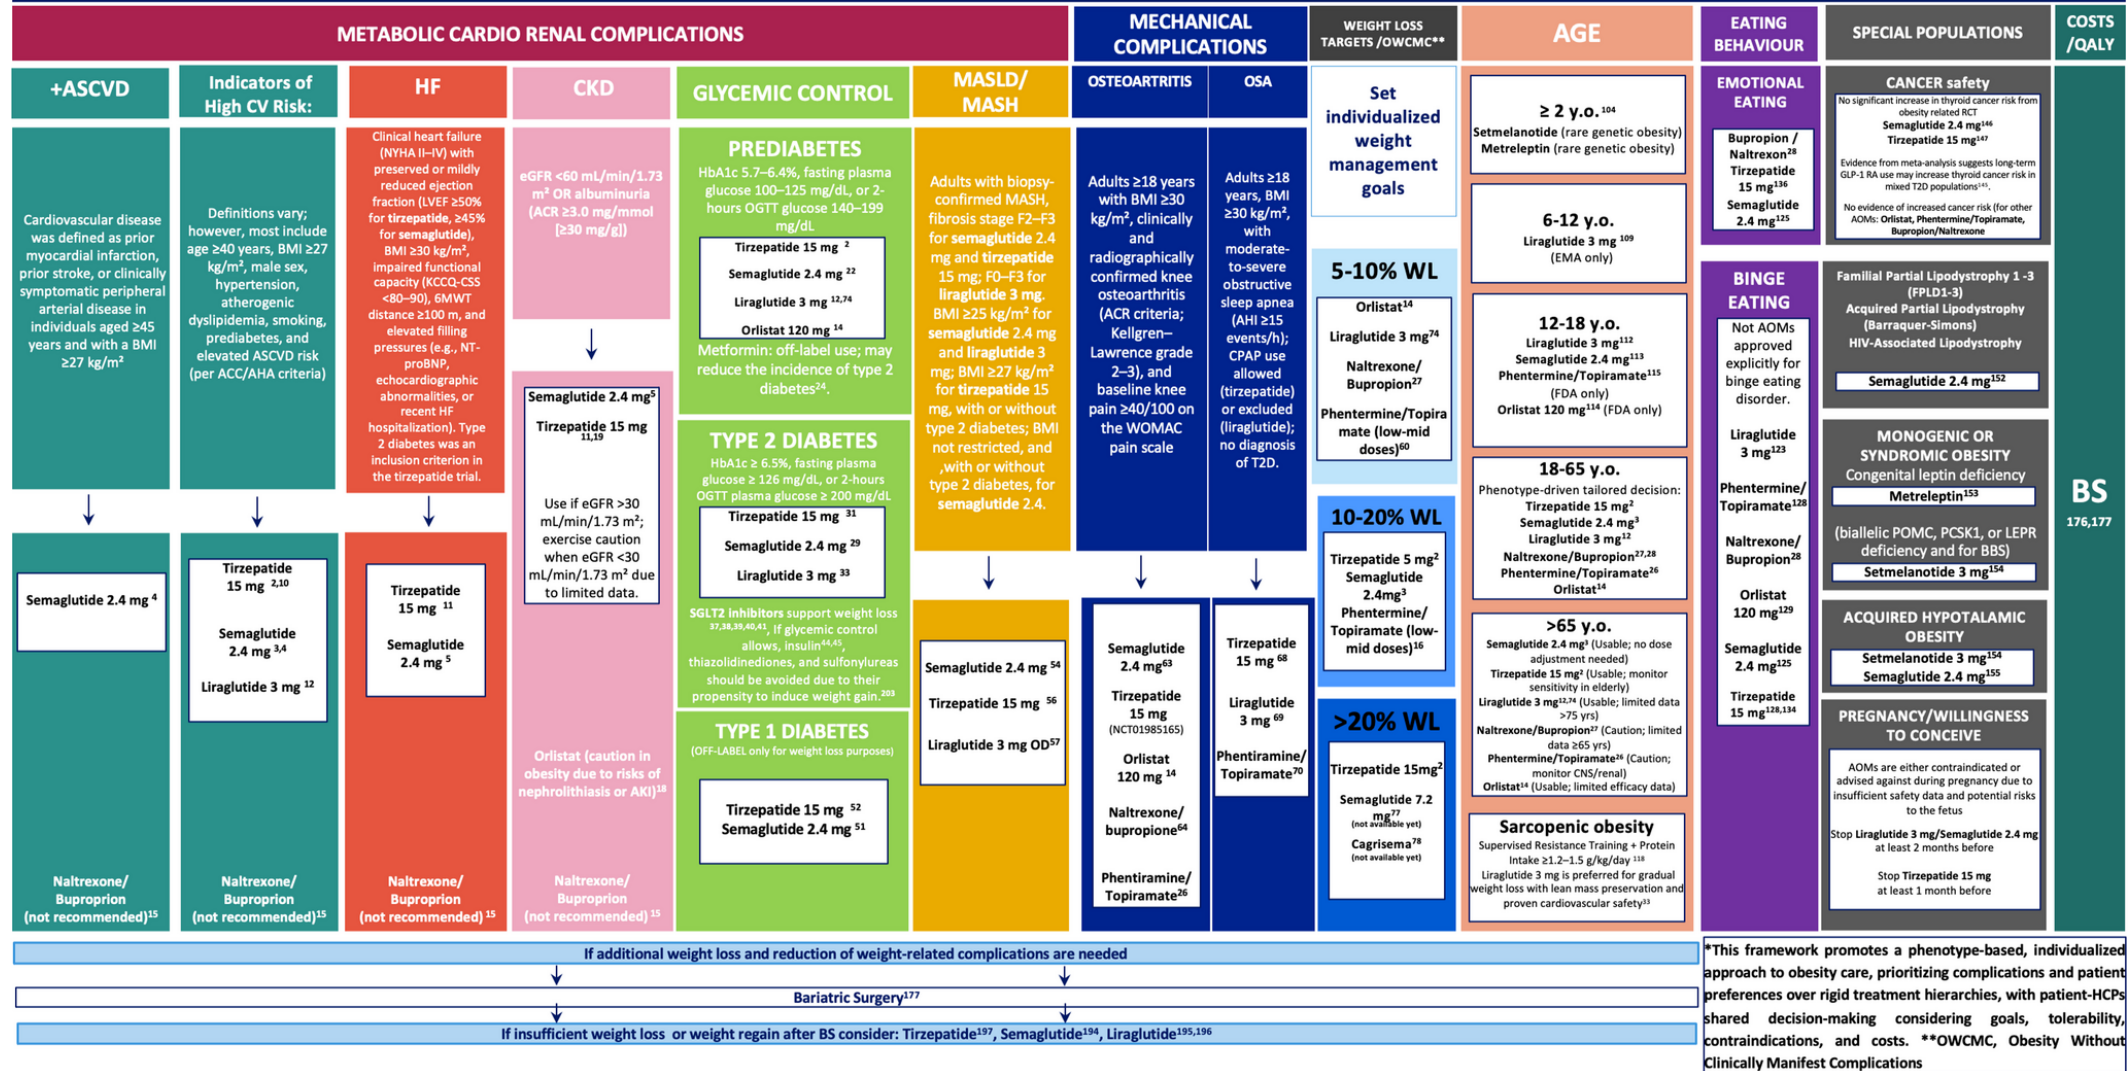 METABOLIC CARDIO RENAL COMPLICATIONS
+ASCVD
Cardiovascular disease
was defined as prior
myocardial infarction,
prior stroke, or clinically
symptomatic peripheral
arterial disease in
individuals aged ≥45
years and with a BMI
≥27 kg/m²
Semaglutide 2.4 mg ⁴
Naltrexone/
Buproprion
(not recommended)¹⁵
Indicators of
High CV Risk:
Definitions vary;
however, most include
age ≥40 years, BMI ≥27
kg/m², male sex,
hypertension,
atherogenic
dyslipidemia, smoking,
prediabetes, and
elevated ASCVD risk
(per ACC/AHA criteria)
Tirzepatide
15 mg ²,¹⁰
Semaglutide
2.4 mg ³,⁴
Liraglutide 3 mg ¹²
Naltrexone/
Buproprion
(not recommended)¹⁵
HF
Clinical heart failure
(NYHA II–IV) with
preserved or mildly
reduced ejection
fraction (LVEF ≥50%
for tirzepatide, ≥45%
for semaglutide),
BMI ≥30 kg/m²,
impaired functional
capacity (KCCQ-CSS
<80–90), 6MWT
distance ≥100 m, and
elevated filling
pressures (e.g., NT-
proBNP,
echocardiographic
abnormalities, or
recent HF
hospitalization). Type
2 diabetes was an
inclusion criterion in
the tirzepatide trial.
Tirzepatide
15 mg ¹¹
Semaglutide
2.4 mg ⁵
Naltrexone/
Buproprion
(not recommended) ¹⁵
CKD
eGFR <60 mL/min/1.73
m² OR albuminuria
(ACR ≥3.0 mg/mmol
[≥30 mg/g])
Semaglutide 2.4 mg⁵
Tirzepatide 15 mg
¹¹,¹⁹
Use if eGFR >30
mL/min/1.73 m²;
exercise caution
when eGFR <30
mL/min/1.73 m² due
to limited data.
Orlistat (caution in
obesity due to risks of
nephrolithiasis or AKI)¹⁸
Naltrexone/
Buproprion
(not recommended) ¹⁵
GLYCEMIC CONTROL
PREDIABETES
HbA1c 5.7–6.4%, fasting plasma
glucose 100–125 mg/dL, or 2-
hours OGTT glucose 140–199
mg/dL
Tirzepatide 15 mg ²
Semaglutide 2.4 mg ²²
Liraglutide 3 mg ¹²,⁷⁴
Orlistat 120 mg ¹⁴
Metformin: off-label use; may
reduce the incidence of type 2
diabetes²⁴.
TYPE 2 DIABETES
HbA1c ≥ 6.5%, fasting plasma
glucose ≥ 126 mg/dL, or 2-hours
OGTT plasma glucose ≥ 200 mg/dL
Tirzepatide 15 mg ³¹
Semaglutide 2.4 mg ²⁹
Liraglutide 3 mg ³³
SGLT2 inhibitors support weight loss
³⁷,³⁸,³⁹,⁴⁰,⁴¹, If glycemic control
allows, insulin⁴⁴,⁴⁵,
thiazolidinediones, and sulfonylureas
should be avoided due to their
propensity to induce weight gain.²⁰³
TYPE 1 DIABETES
(OFF-LABEL only for weight loss purposes)
Tirzepatide 15 mg ⁵²
Semaglutide 2.4 mg ⁵¹
MASLD/
MASH
Adults with biopsy-
confirmed MASH,
fibrosis stage F2–F3
for semaglutide 2.4
mg and tirzepatide
15 mg; F0–F3 for
liraglutide 3 mg.
BMI ≥25 kg/m² for
semaglutide 2.4 mg
and liraglutide 3
mg; BMI ≥27 kg/m²
for tirzepatide 15
mg, with or without
type 2 diabetes; BMI
not restricted, and
,with or without
type 2 diabetes, for
semaglutide 2.4.
Semaglutide 2.4 mg ⁵⁴
Tirzepatide 15 mg ⁵⁶
Liraglutide 3 mg OD⁵⁷
MECHANICAL
COMPLICATIONS
OSTEOARTRITIS
Adults ≥18 years
with BMI ≥30
kg/m², clinically
and
radiographically
confirmed knee
osteoarthritis
(ACR criteria;
Kellgren–
Lawrence grade
2–3), and
baseline knee
pain ≥40/100 on
the WOMAC
pain scale
Semaglutide
2.4 mg⁶³
Tirzepatide
15 mg
(NCT01985165)
Orlistat
120 mg ¹⁴
Naltrexone/
bupropione⁶⁴
Phentiramine/
Topiramate²⁶
OSA
Adults ≥18
years, BMI
≥30 kg/m²,
with
moderate-
to-severe
obstructive
sleep apnea
(AHI ≥15
events/h);
CPAP use
allowed
(tirzepatide)
or excluded
(liraglutide);
no diagnosis
of T2D.
Tirzepatide
15 mg ⁶⁸
Liraglutide
3 mg ⁶⁹
Phentiramine/
Topiramate⁷⁰
WEIGHT LOSS
TARGETS /OWCMC**
Set
individualized
weight
management
goals
5-10% WL
Orlistat¹⁴
Liraglutide 3 mg⁷⁴
Naltrexone/
Bupropion²⁷
Phentermine/Topira
mate (low-mid
doses)⁶⁰
10-20% WL
Tirzepatide 5 mg²
Semaglutide
2.4mg³
Phentermine/
Topiramate (low-
mid doses)¹⁶
>20% WL
Tirzepatide 15mg²
Semaglutide 7.2
mg⁷⁷
(not available yet)
Cagrisema⁷⁸
(not available yet)
AGE
≥ 2 y.o.¹⁰⁴
Setmelanotide (rare genetic obesity)
Metreleptin (rare genetic obesity)
6-12 y.o.
Liraglutide 3 mg ¹⁰⁹
(EMA only)
12-18 y.o.
Liraglutide 3 mg¹¹²
Semaglutide 2.4 mg¹¹³
Phentermine/Topiramate¹¹⁵
(FDA only)
Orlistat 120 mg¹¹⁴ (FDA only)
18-65 y.o.
Phenotype-driven tailored decision:
Tirzepatide 15 mg²
Semaglutide 2.4 mg³
Liraglutide 3 mg¹²
Naltrexone/Bupropion²⁷,²⁸
Phentermine/Topiramate²⁶
Orlistat¹⁴
>65 y.o.
Semaglutide 2.4 mg³ (Usable; no dose
adjustment needed)
Tirzepatide 15 mg² (Usable; monitor
sensitivity in elderly)
Liraglutide 3 mg¹²,⁷⁴ (Usable; limited data
>75 yrs)
Naltrexone/Bupropion²⁷ (Caution; limited
data ≥65 yrs)
Phentermine/Topiramate²⁶ (Caution;
monitor CNS/renal)
Orlistat¹⁴ (Usable; limited efficacy data)
Sarcopenic obesity
Supervised Resistance Training + Protein
Intake ≥1.2–1.5 g/kg/day ¹¹⁸
Liraglutide 3 mg is preferred for gradual
weight loss with lean mass preservation and
proven cardiovascular safety³³
EATING
BEHAVIOUR
EMOTIONAL
EATING
Bupropion /
Naltrexon²⁸
Tirzepatide
15 mg¹³⁶
Semaglutide
2.4 mg¹²⁵
BINGE
EATING
Not AOMs
approved
explicitly for
binge eating
disorder.
Liraglutide
3 mg¹²³
Phentermine/
Topiramate¹²⁸
Naltrexone/
Bupropion²⁸
Orlistat
120 mg¹²⁹
Semaglutide
2.4 mg¹²⁵
Tirzepatide
15 mg¹²⁸,¹³⁴
SPECIAL POPULATIONS
CANCER safety
No significant increase in thyroid cancer risk from
obesity related RCT
Semaglutide 2.4 mg¹⁴⁶
Tirzepatide 15 mg¹⁴⁷
Evidence from meta-analysis suggests long-term
GLP-1 RA use may increase thyroid cancer risk in
mixed T2D populations¹⁴⁵.
No evidence of increased cancer risk (for other
AOMs: Orlistat, Phentermine/Topiramate,
Bupropion/Naltrexone
Familial Partial Lipodystrophy 1 -3
(FPLD1-3)
Acquired Partial Lipodystrophy
(Barraquer-Simons)
HIV-Associated Lipodystrophy
Semaglutide 2.4 mg¹⁵²
MONOGENIC OR
SYNDROMIC OBESITY
Congenital leptin deficiency
Metreleptin¹⁵³
(biallelic POMC, PCSK1, or LEPR
deficiency and for BBS)
Setmelanotide 3 mg¹⁵⁴
ACQUIRED HYPOTALAMIC
OBESITY
Setmelanotide 3 mg¹⁵⁴
Semaglutide 2.4 mg¹⁵⁵
PREGNANCY/WILLINGNESS
TO CONCEIVE
AOMs are either contraindicated or
advised against during pregnancy due to
insufficient safety data and potential risks
to the fetus
Stop Liraglutide 3 mg/Semaglutide 2.4 mg
at least 2 months before
Stop Tirzepatide 15 mg
at least 1 month before
COSTS
/QALY
BS
176,177
If additional weight loss and reduction of weight-related complications are needed
Bariatric Surgery¹⁷⁷
If insufficient weight loss or weight regain after BS consider: Tirzepatide¹⁹⁷, Semaglutide¹⁹⁴, Liraglutide¹⁹⁵,¹⁹⁶
*This framework promotes a phenotype-based, individualized
approach to obesity care, prioritizing complications and patient
preferences over rigid treatment hierarchies, with patient-HCPs
shared decision-making considering goals, tolerability,
contraindications, and costs. **OWCMC, Obesity Without
Clinically Manifest Complications